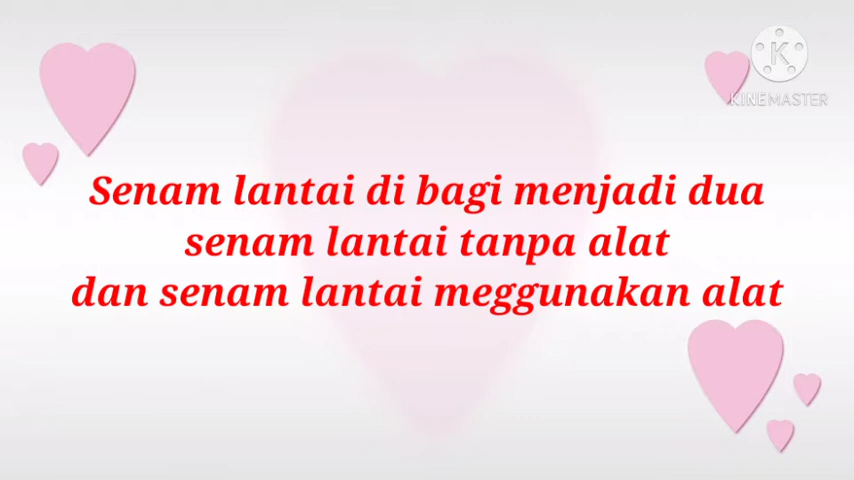 KINEMASTER
Senam lantai di bagi menjadi dua
senam lantai tanpa alat
dan senam lantai meggunakan alat